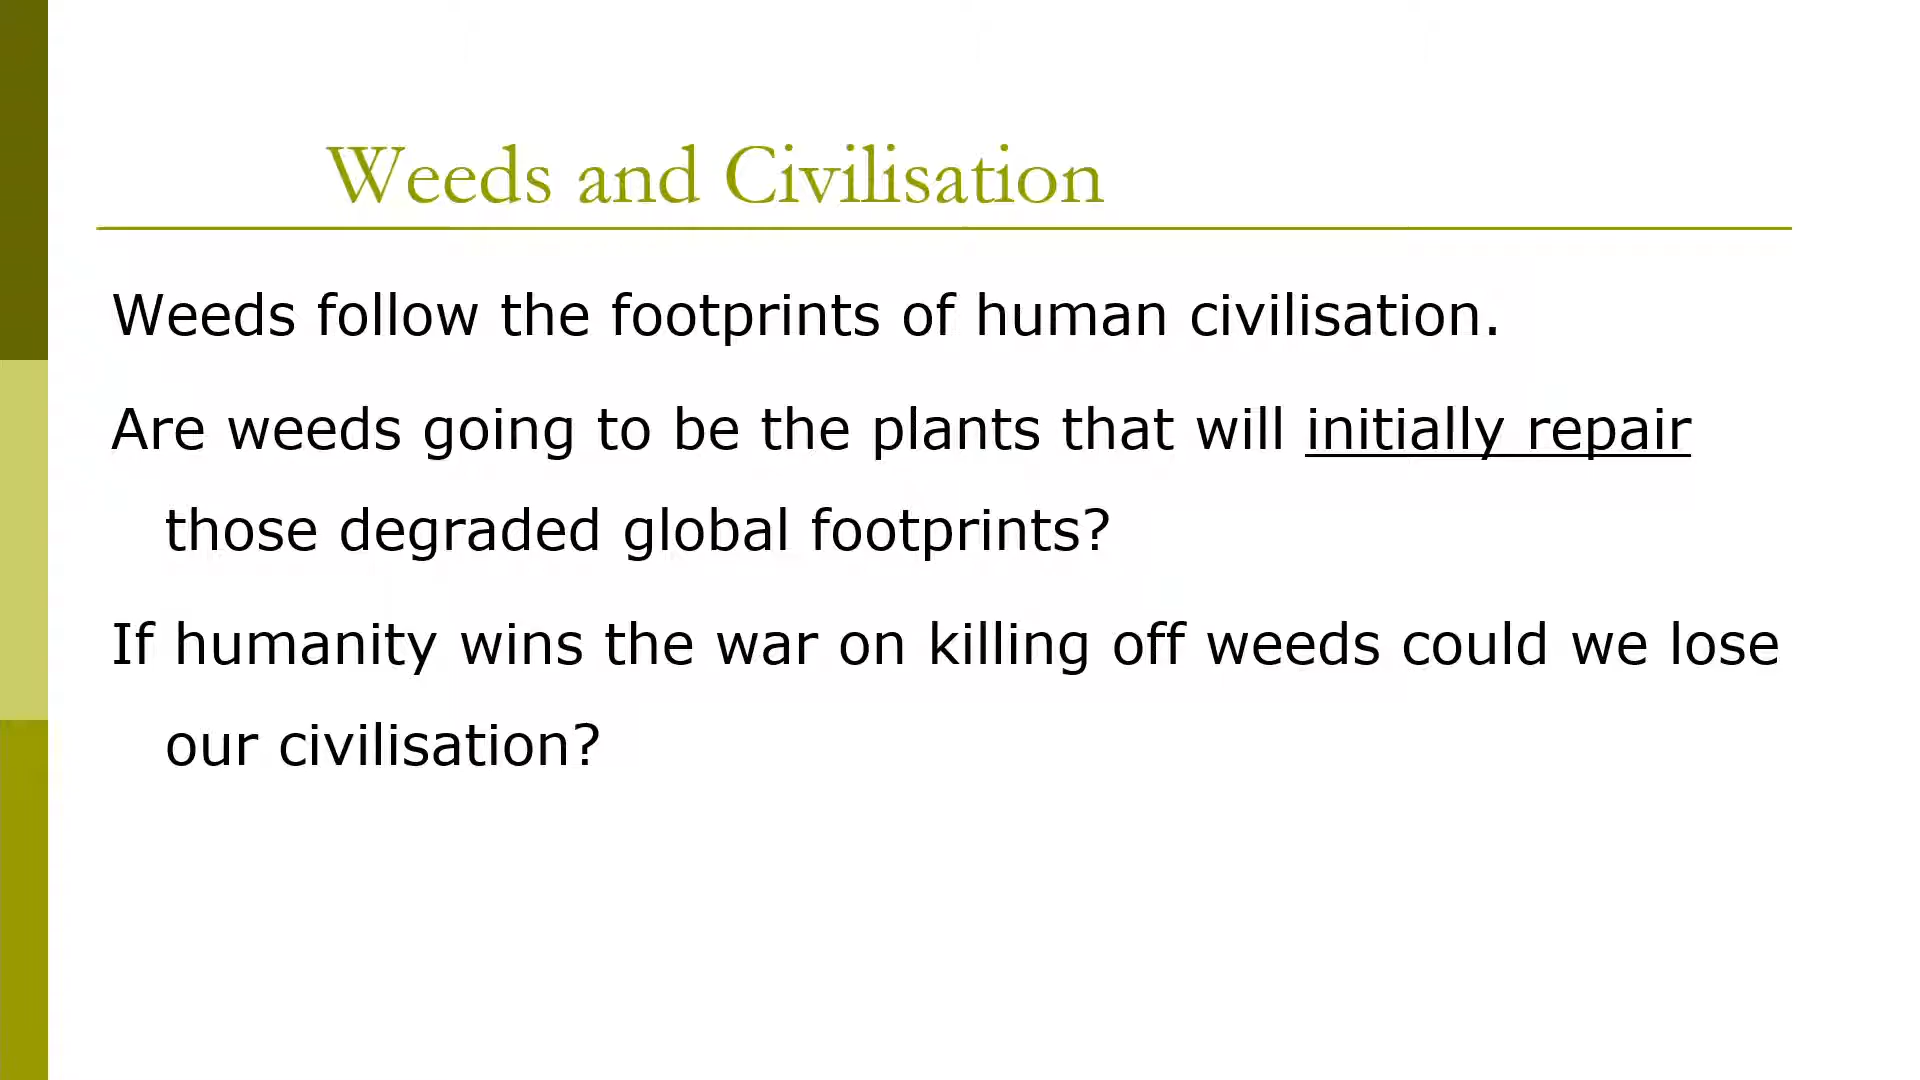 Weeds and Civilisation
Weeds follow the footprints of human civilisation.
Are weeds going to be the plants that will initially repair
those degraded global footprints?
If humanity wins the war on killing off weeds could we lose
our civilisation?